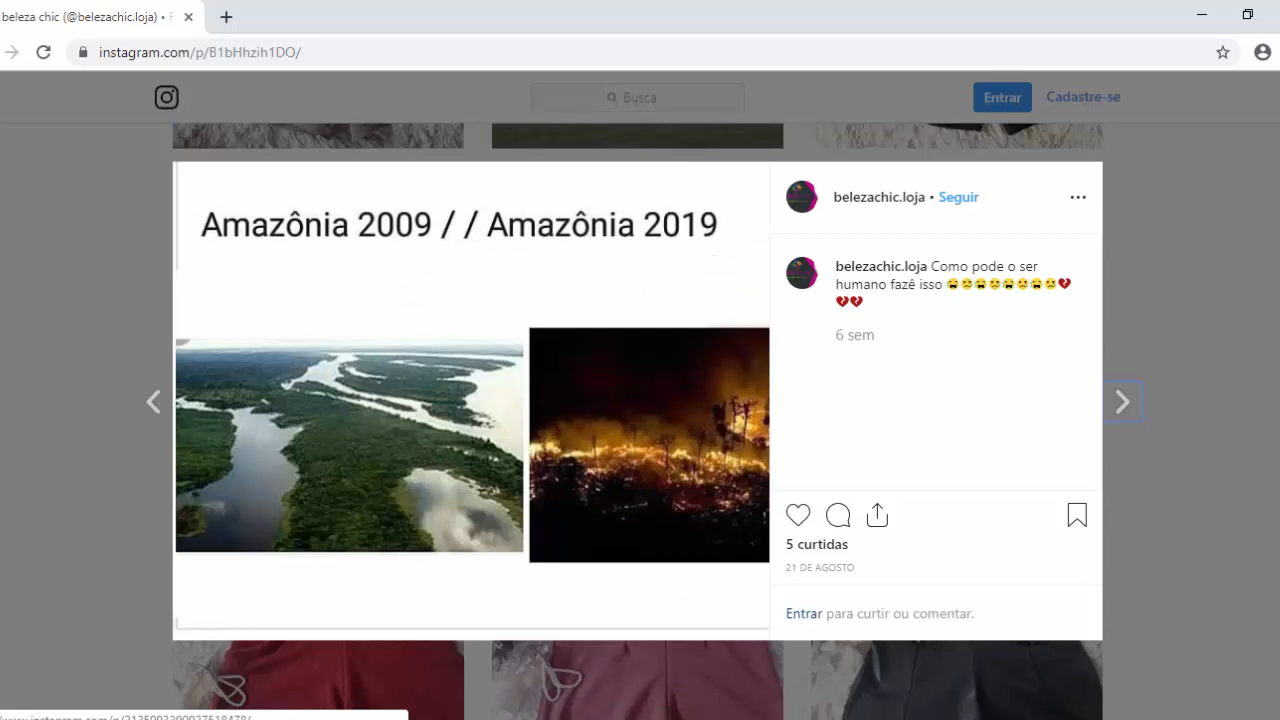 beleza chic (@belezachic.loja) •
instagram.com/p/B1bHhzih1DO/
Busca
Entrar
Cadastre-se
Amazônia 2009 / / Amazônia 2019
belezachic.loja • Seguir
belezachic.loja Como pode o ser
humano fazê isso 😭😢😭😢😭😢😭😢💔
💔💔
6 sem
5 curtidas
21 DE AGOSTO
Entrar para curtir ou comentar.